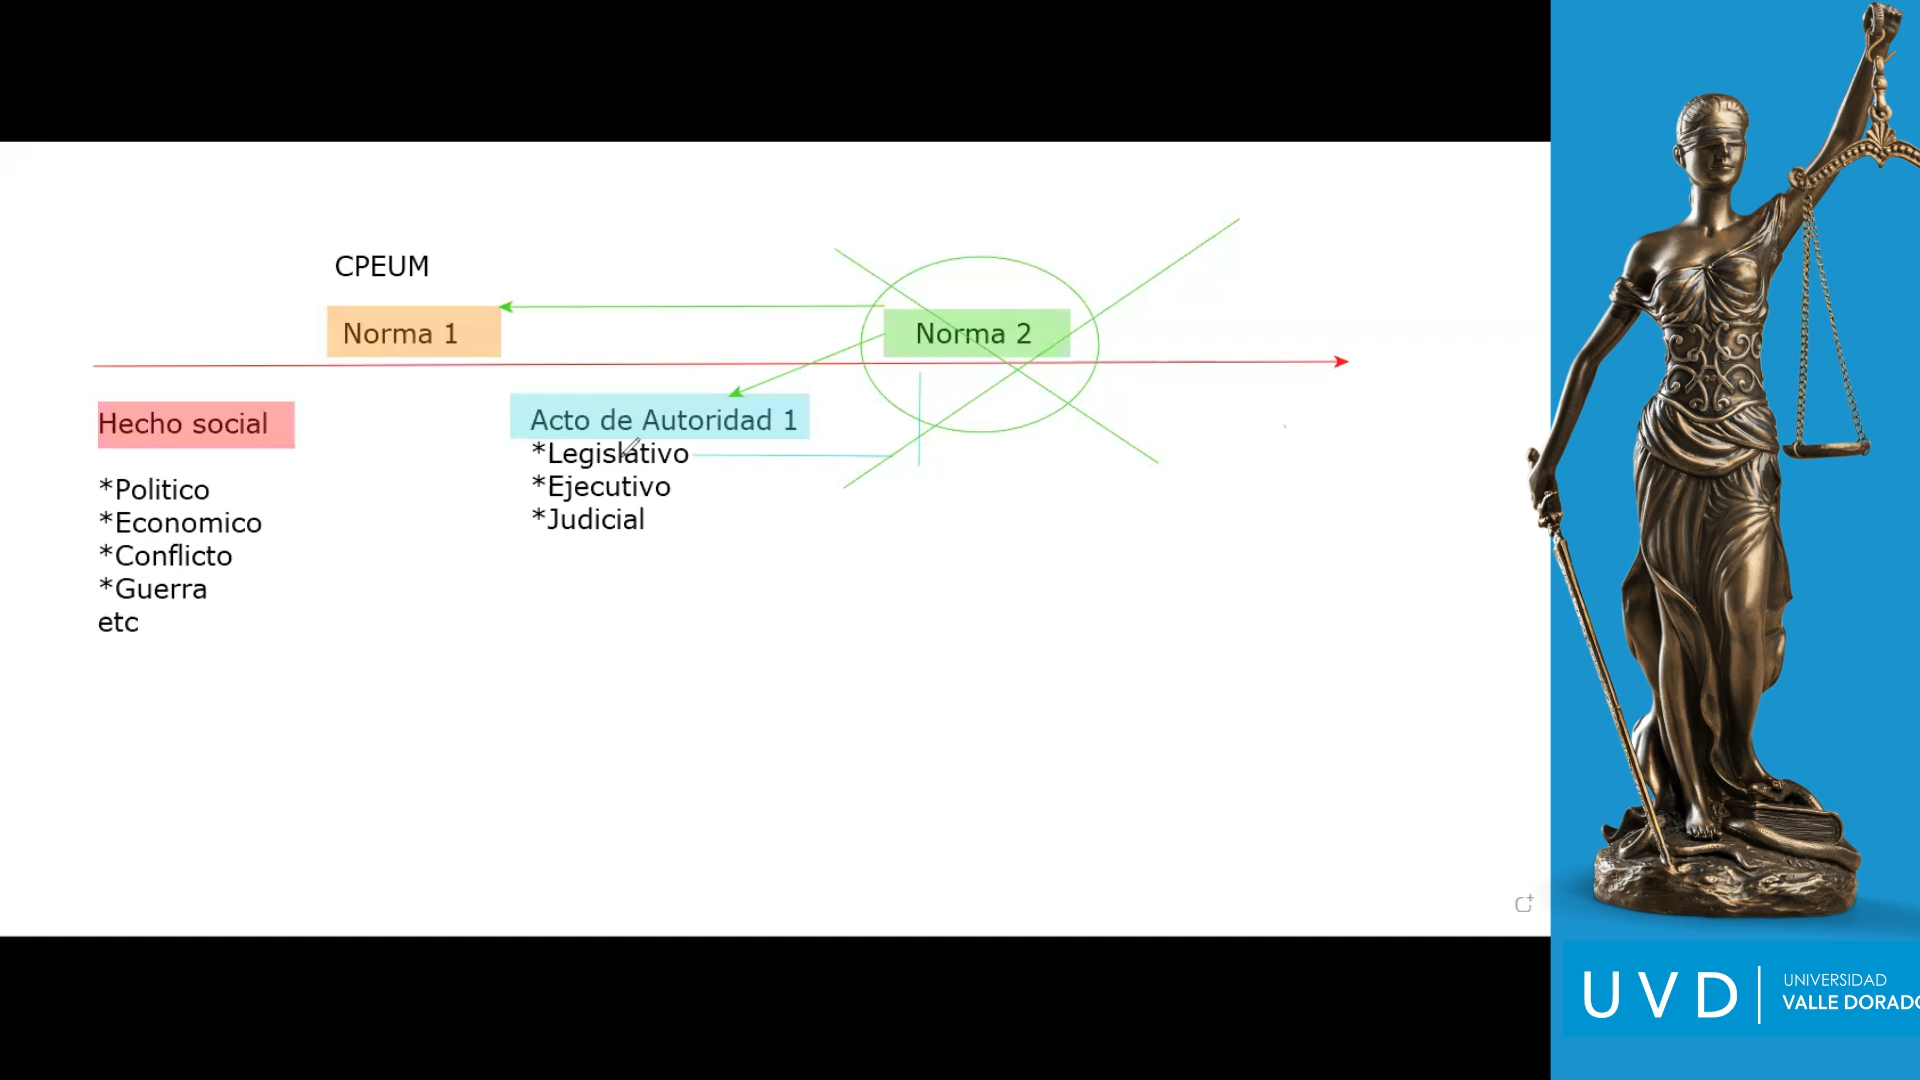 CPEUM
Norma 1
Norma 2
Hecho social
Acto de Autoridad 1
*Legislativo
*Ejecutivo
*Judicial
*Politico
*Economico
*Conflicto
*Guerra
etc
UVD
UNIVERSIDAD
VALLE DORADO